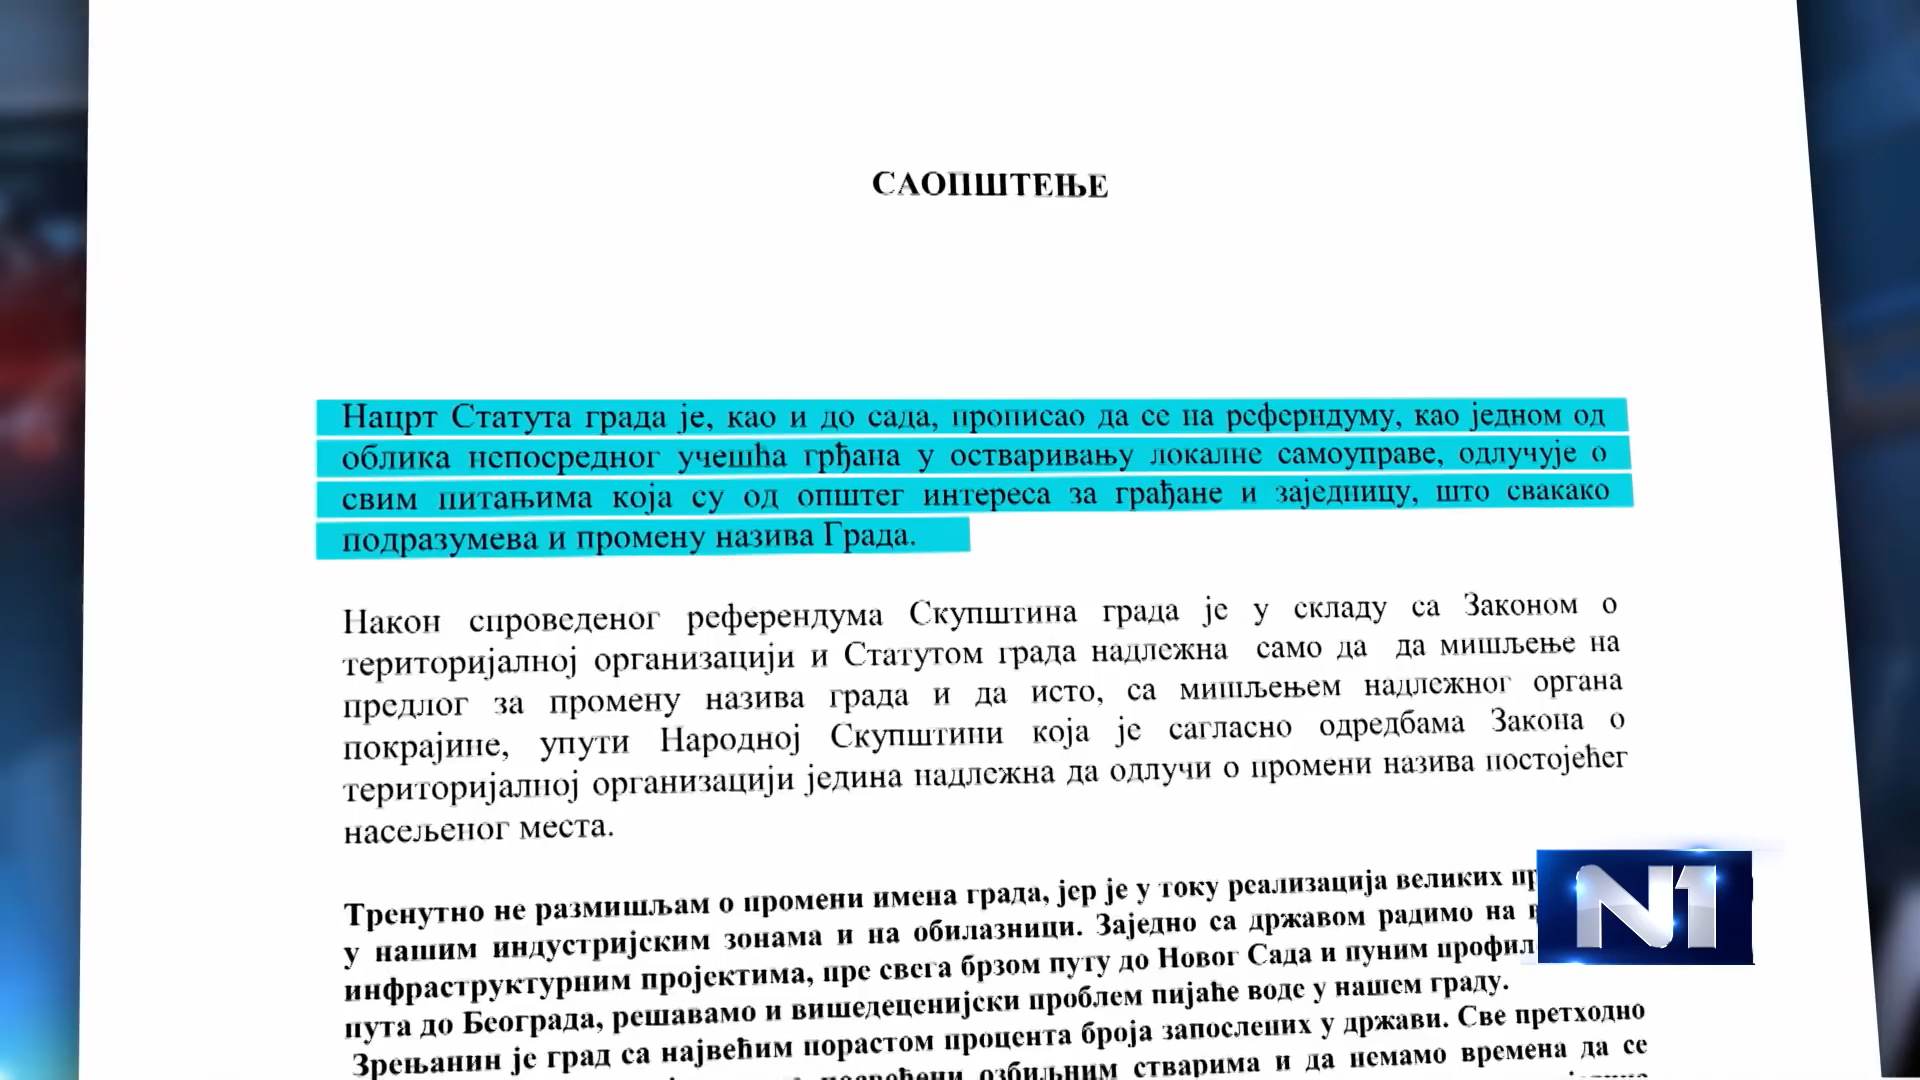 САОПШТЕЊЕ
Нацрт Статута града је, као и до сада, прописао да се на реферндуму, као једном од
облика непосредног учешћа грђана у остваривању локалне самоуправе, одлучује о
свим питањима која су од општег интереса за грађане и заједницу, што свакако
подразумева и промену назива Града.
Након спроведеног референдума Скупштина града је у складу са Законом о
територијалној организацији и Статутом града надлежна само да да мишљење на
предлог за промену назива града и да исто, са мишљењем надлежног органа
покрајине, упути Народној Скупштини која је сагласно одредбама Закона о
територијалној организацији једина надлежна да одлучи о промени назива постојећег
насељеног места.
Тренутно не размишљам о промени имена града, јер је у току реализација великих
у нашим индустријским зонама и на обилазници. Заједно са државом радимо на
инфраструктурним пројектима, пре свега брзом путу до Новог Сада и пуним
пута до Београда, решавамо и вишедеценијски проблем пијаће воде у нашем граду.
Зрењанин је град са највећим порастом процента броја запослених у држави. Све претходно
озбиљним стварима и да немамо времена да се
N1